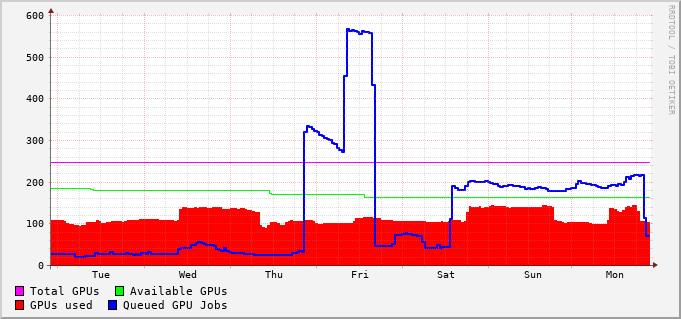 600
500
400
300
200
100
0
Tue Wed Thu Fri Sat Sun Mon
Total GPUs Available GPUs
GPUs used Queued GPU Jobs
RRDTOOL / TOBI OETIKER